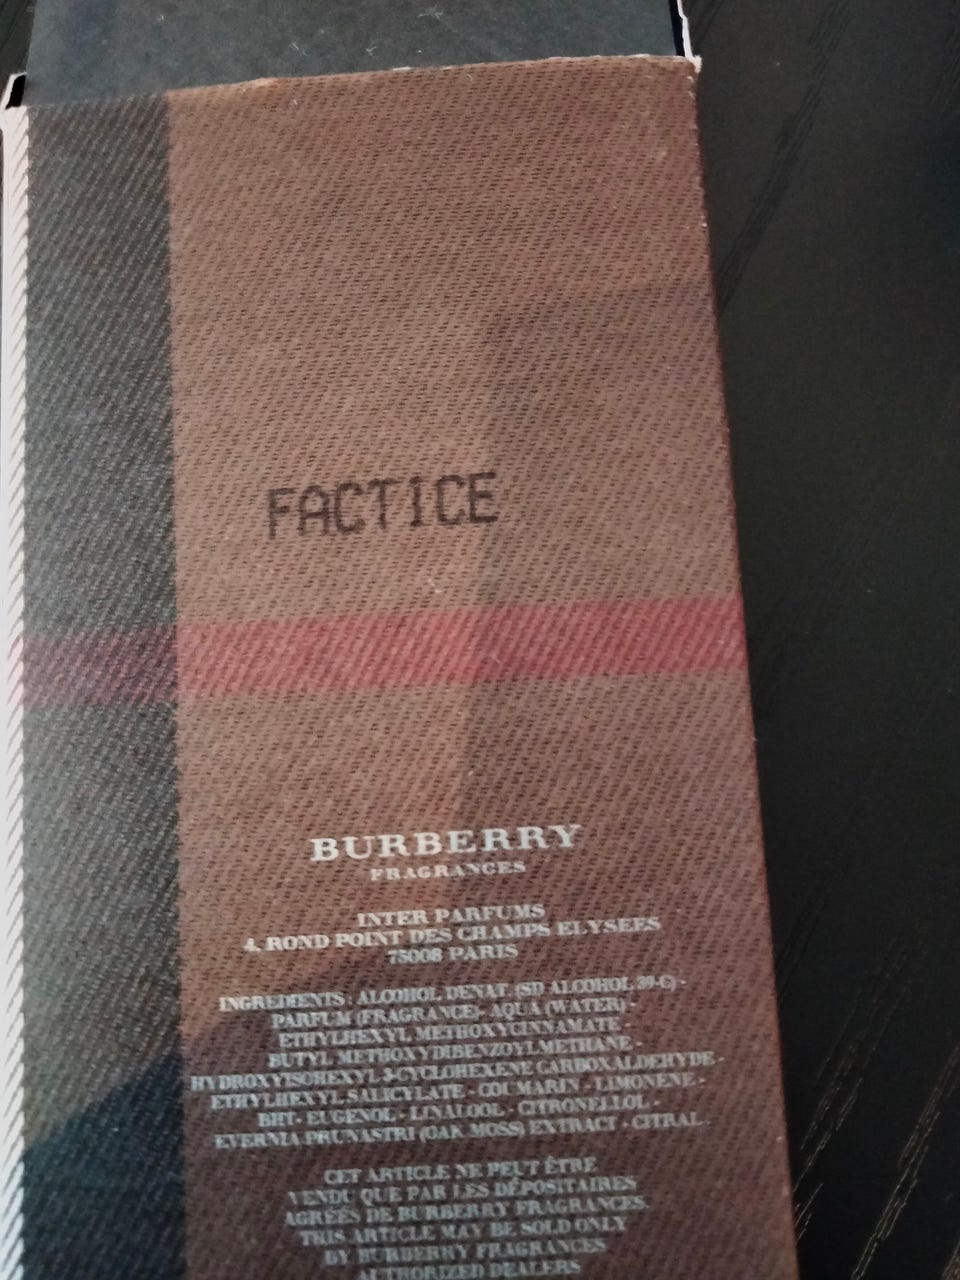 FACTICE
BURBERRY
FRAGRANCES
INTER PARFUMS
4, ROND POINT DES CHAMPS ELYSEES
75008 PARIS
INGREDIENTS : ALCOHOL DENAT. (SD ALCOHOL 39-C) -
PARFUM (FRAGRANCE)- AQUA (WATER) -
ETHYLHEXYL METHOXYCINNAMATE -
BUTYL METHOXYDIBENZOYLMETHANE -
HYDROXYISOHEXYL 3-CYCLOHEXENE CARBOXALDEHYDE -
ETHYLHEXYL SALICYLATE - COUMARIN - LIMONENE -
BHT- EUGENOL - LINALOOL - CITRONELLOL -
EVERNIA PRUNASTRI (OAK MOSS) EXTRACT - CITRAL.
CET ARTICLE NE PEUT ÊTRE
VENDU QUE PAR LES DÉPOSITAIRES
AGRÉÉS DE BURBERRY FRAGRANCES.
THIS ARTICLE MAY BE SOLD ONLY
BY BURBERRY FRAGRANCES
AUTHORIZED DEALERS